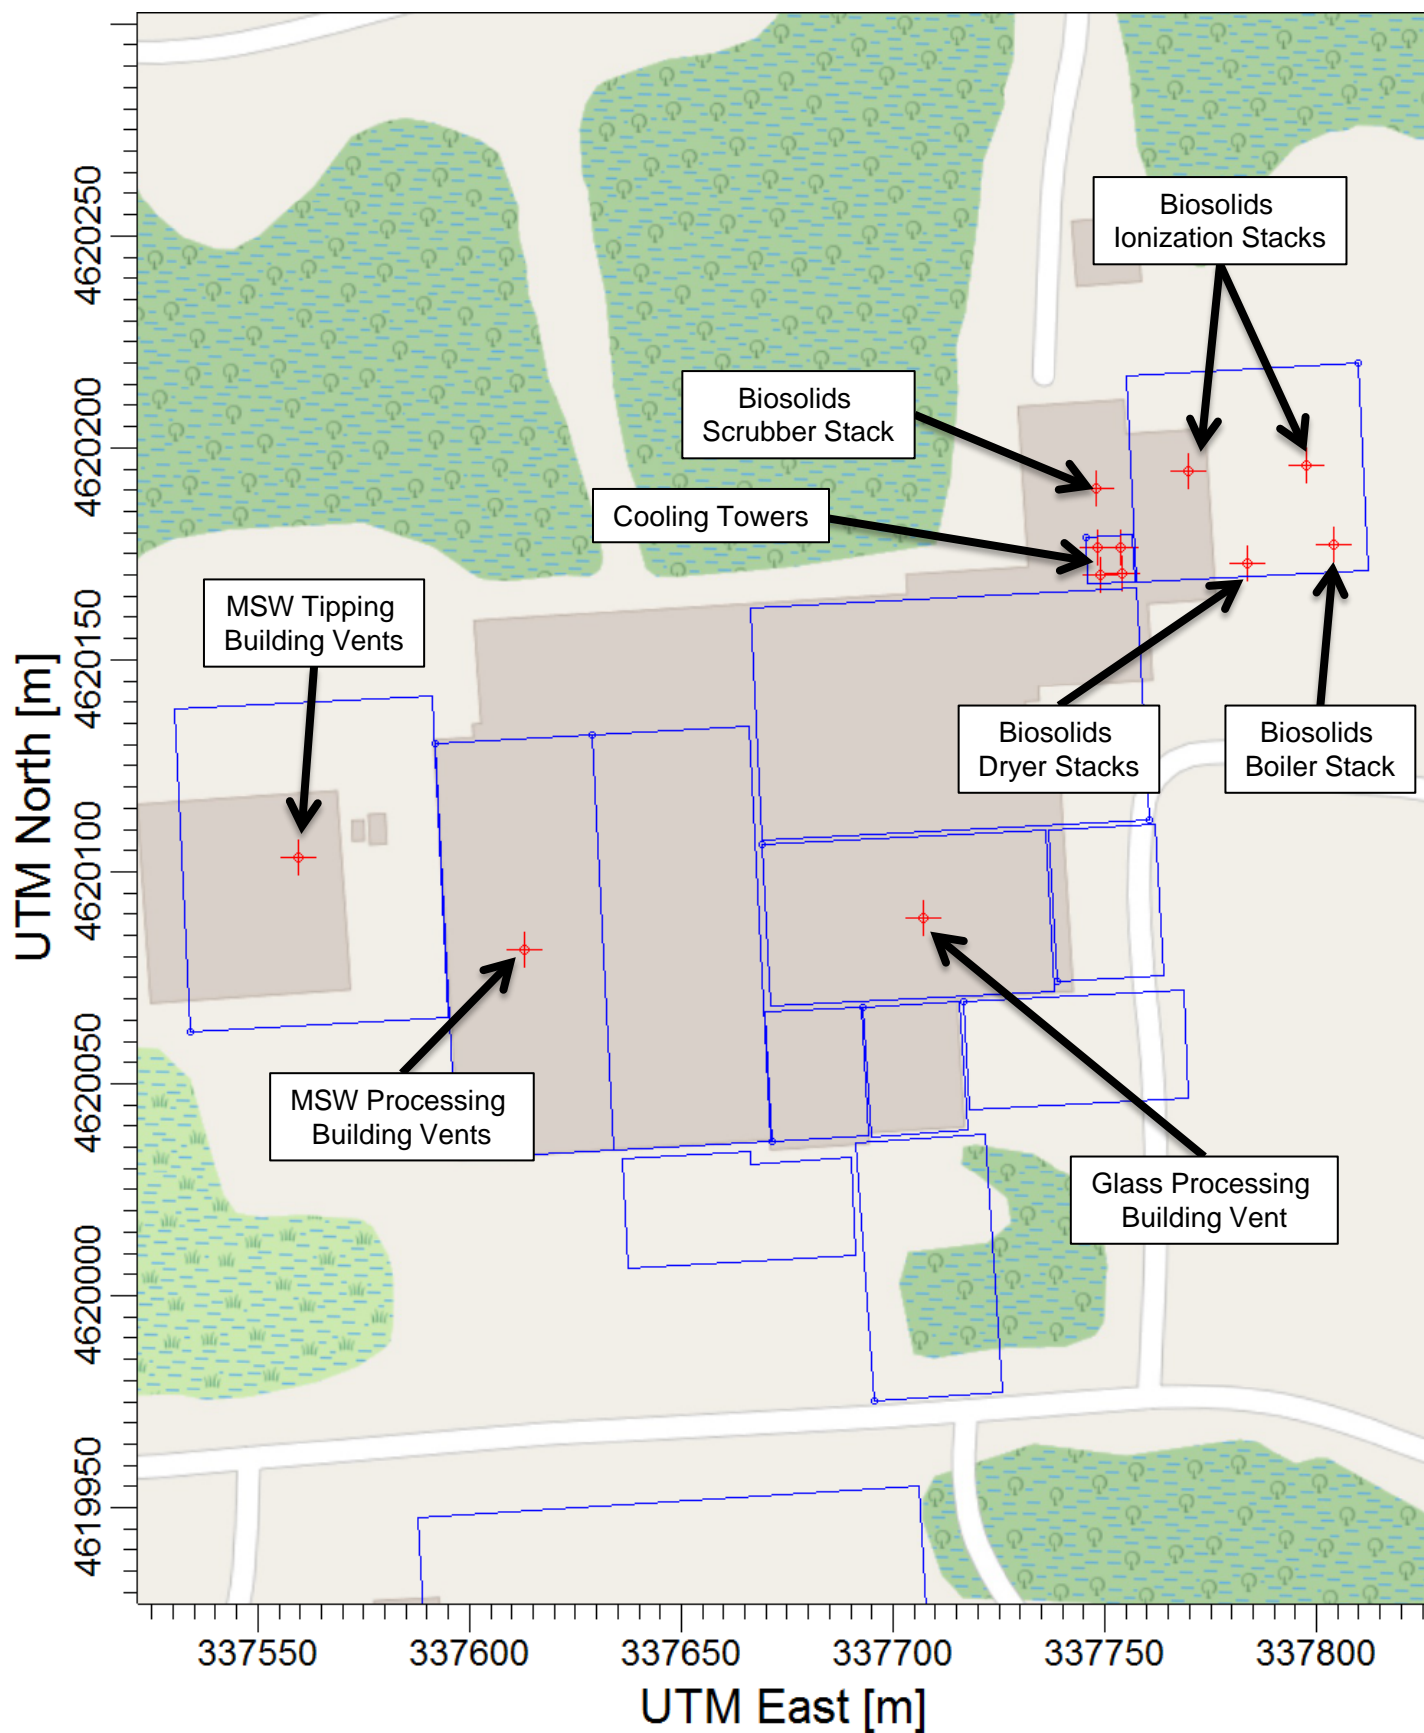 Biosolids
Ionization Stacks
Biosolids
Scrubber Stack
Cooling Towers
MSW Tipping
Building Vents
Biosolids
Dryer Stacks
Biosolids
Boiler Stack
MSW Processing
Building Vents
Glass Processing
Building Vent
UTM North [m]
4620250
4620200
4620150
4620100
4620050
4620000
4619950
337550
337600
337650
337700
337750
337800
UTM East [m]